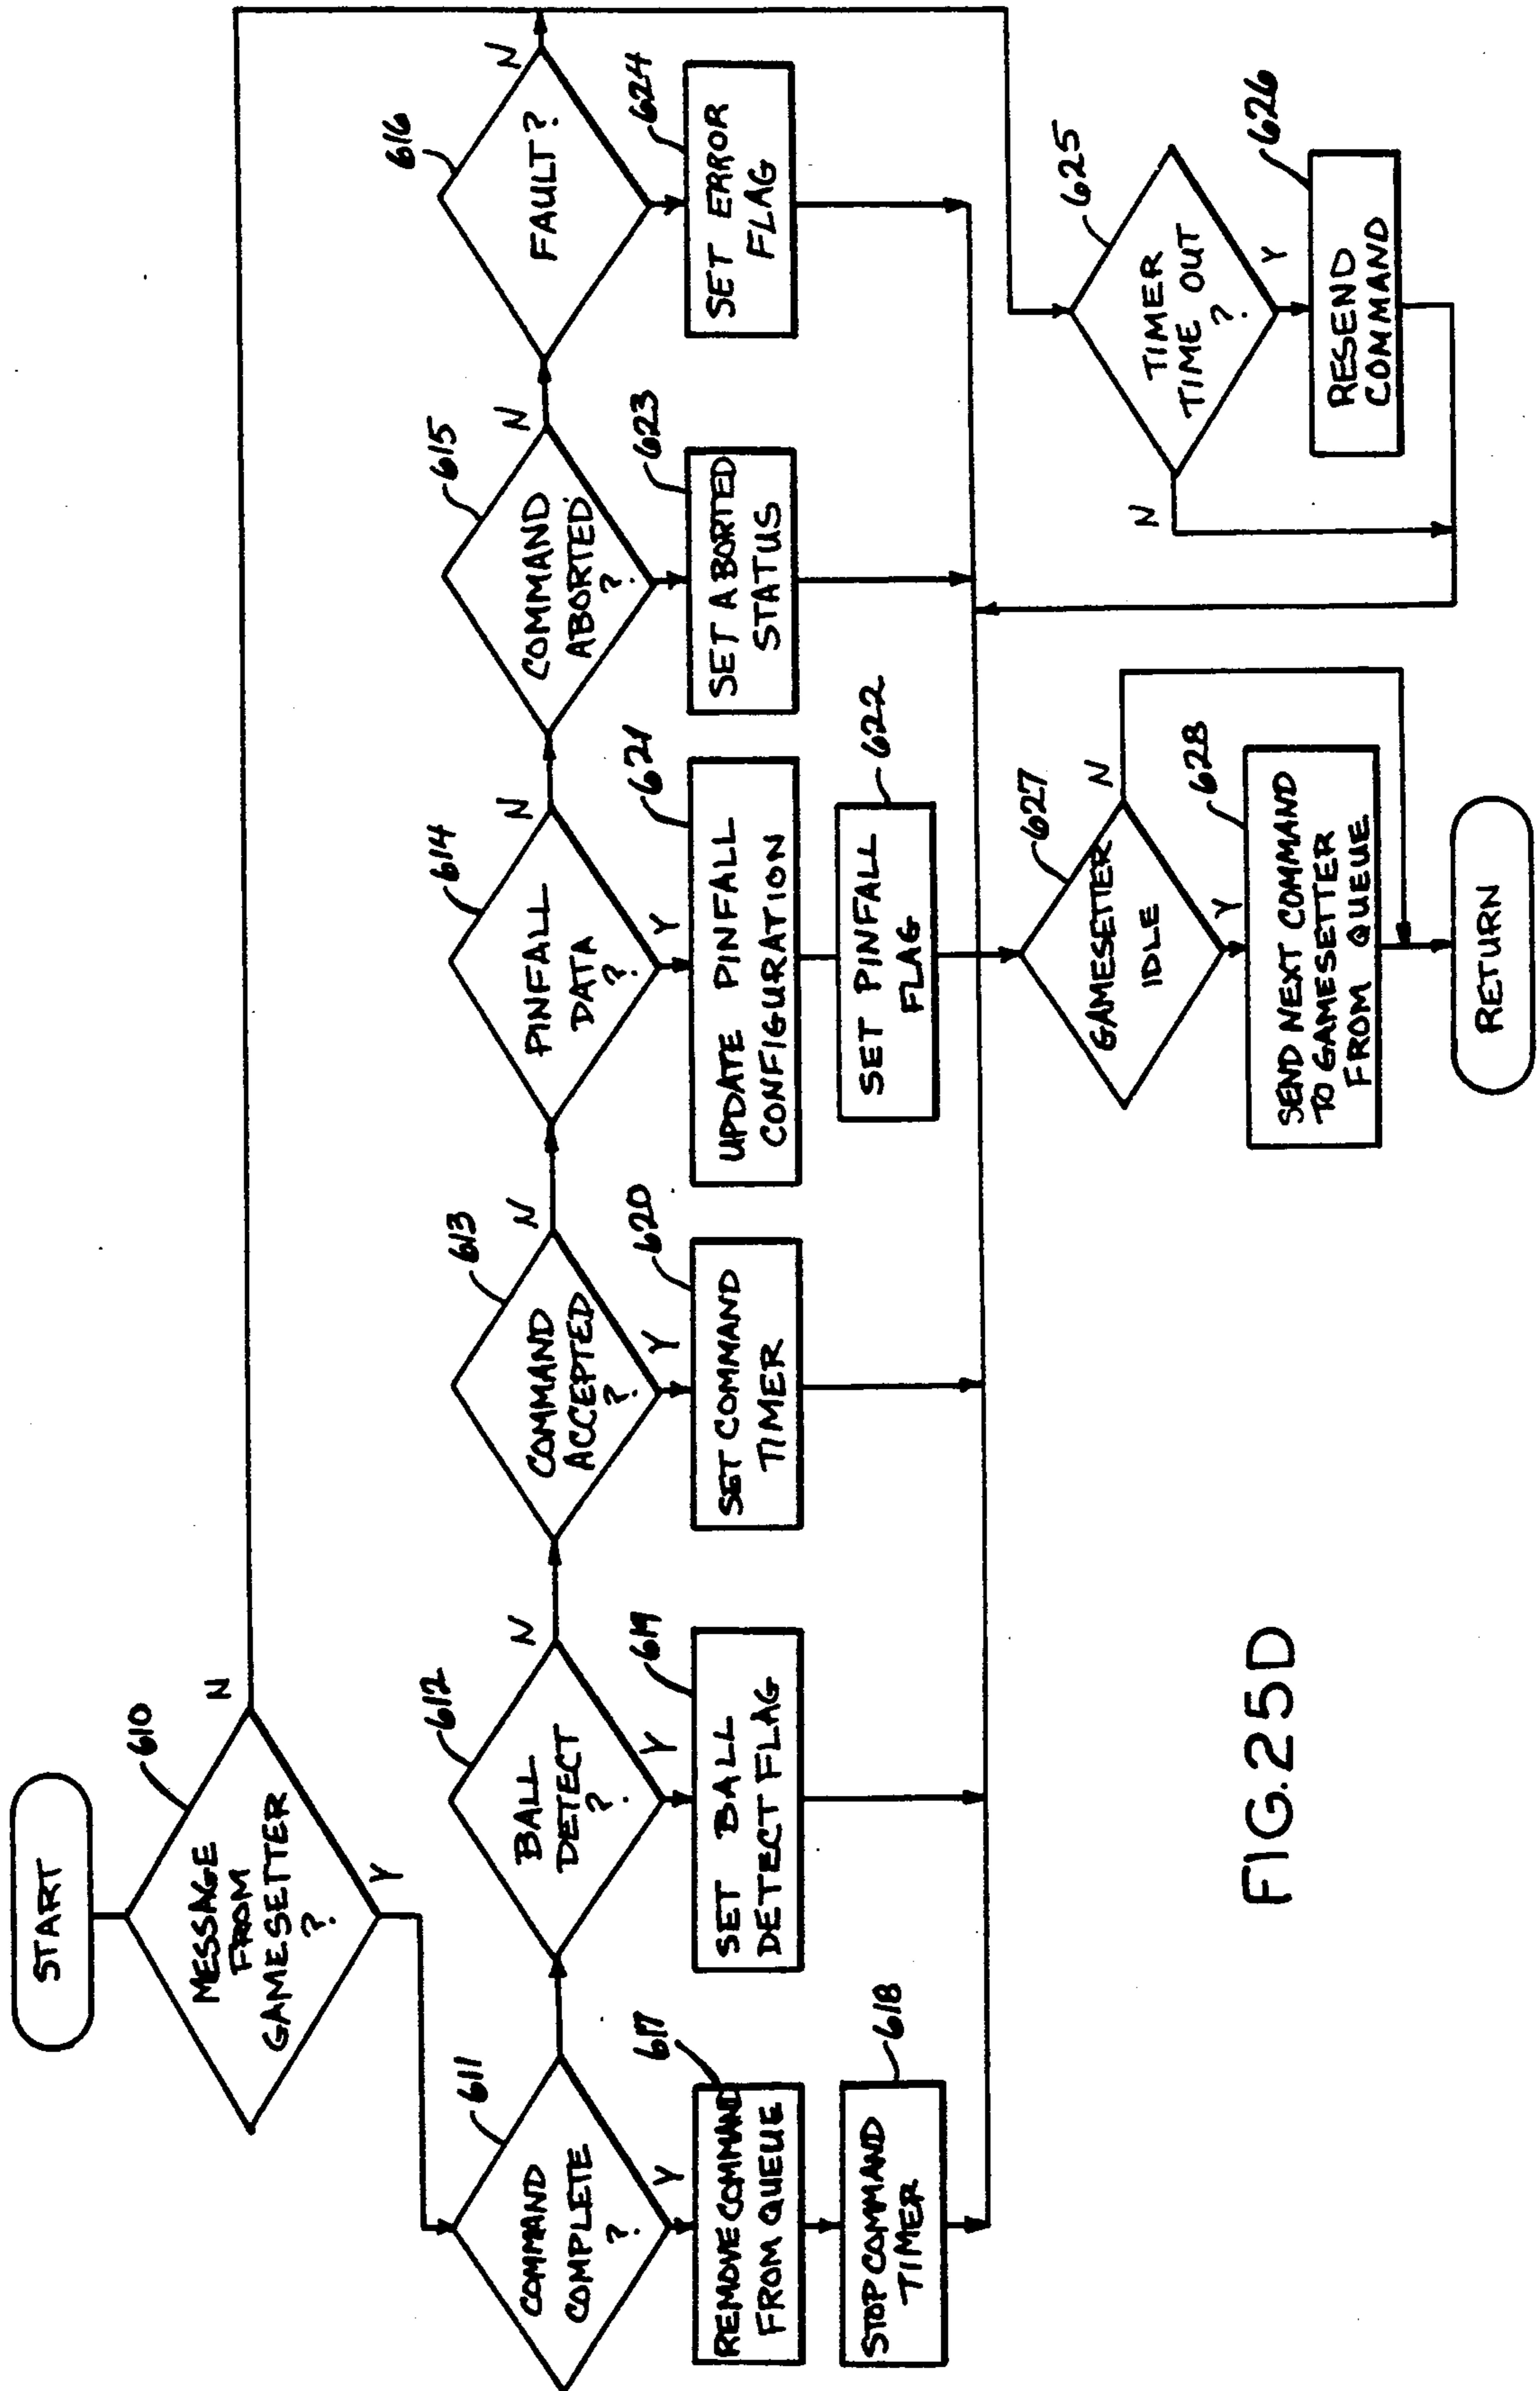 START
610
MESSAGE
FROM
GAMESETTER
?
N
Y
611
COMMAND
COMPLETE
?
Y
612
BALL
DETECT
?
N
Y
613
COMMAND
ACCEPTED
?
N
Y
614
PINFALL
DATA
?
N
Y
615
COMMAND
ABORTED
?
N
616
FAULT?
N
617
REMOVE COMMAND
FROM QUEUE
618
STOP COMMAND
TIMER
619
SET BALL
DETECT FLAG
620
SET COMMAND
TIMER
621
UPDATE PINFALL
CONFIGURATION
622
SET PINFALL
FLAG
623
SET ABORTED
STATUS
624
SET ERROR
FLAG
625
TIMER
TIME OUT
?
N
Y
626
RESEND
COMMAND
627
GAMESETTER
IDLE
N
Y
628
SEND NEXT COMMAND
TO GAMESETTER
FROM QUEUE
RETURN
FIG. 25D